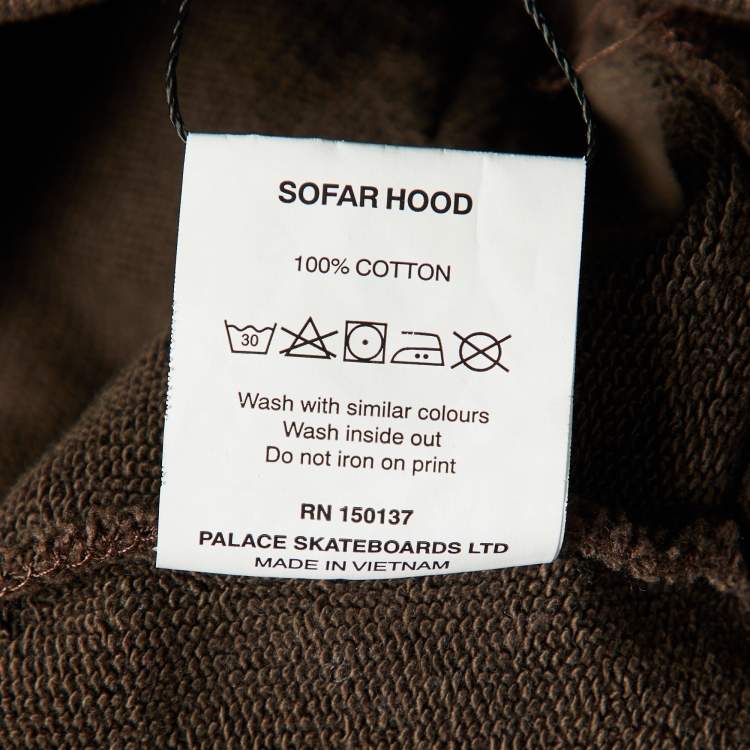 SOFAR HOOD
100% COTTON
30
Wash with similar colours
Wash inside out
Do not iron on print
RN 150137
PALACE SKATEBOARDS LTD
MADE IN VIETNAM